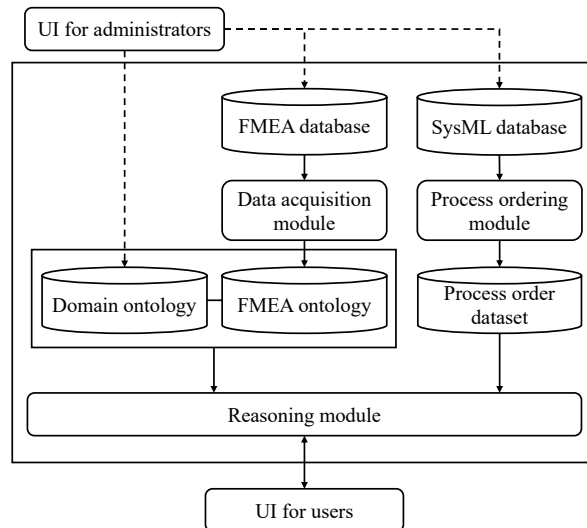 UI for administrators
FMEA database
SysML database
Data acquisition
module
Process ordering
module
Domain ontology
FMEA ontology
Process order
dataset
Reasoning module
UI for users